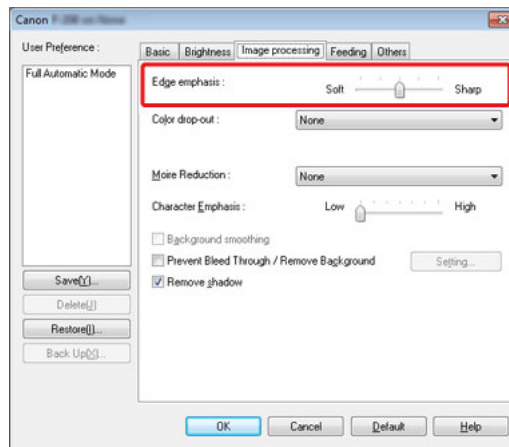 Canon
User Preference :
Full Automatic Mode
Save(Y)...
Delete(J)
Restore(I)...
Back Up(X)...
Basic Brightness Image processing Feeding Others
Edge emphasis :
Soft Sharp
Color drop-out :
None
Moire Reduction :
None
Character Emphasis :
Low High
Background smoothing
Prevent Bleed Through / Remove Background
Setting...
Remove shadow
OK Cancel Default Help